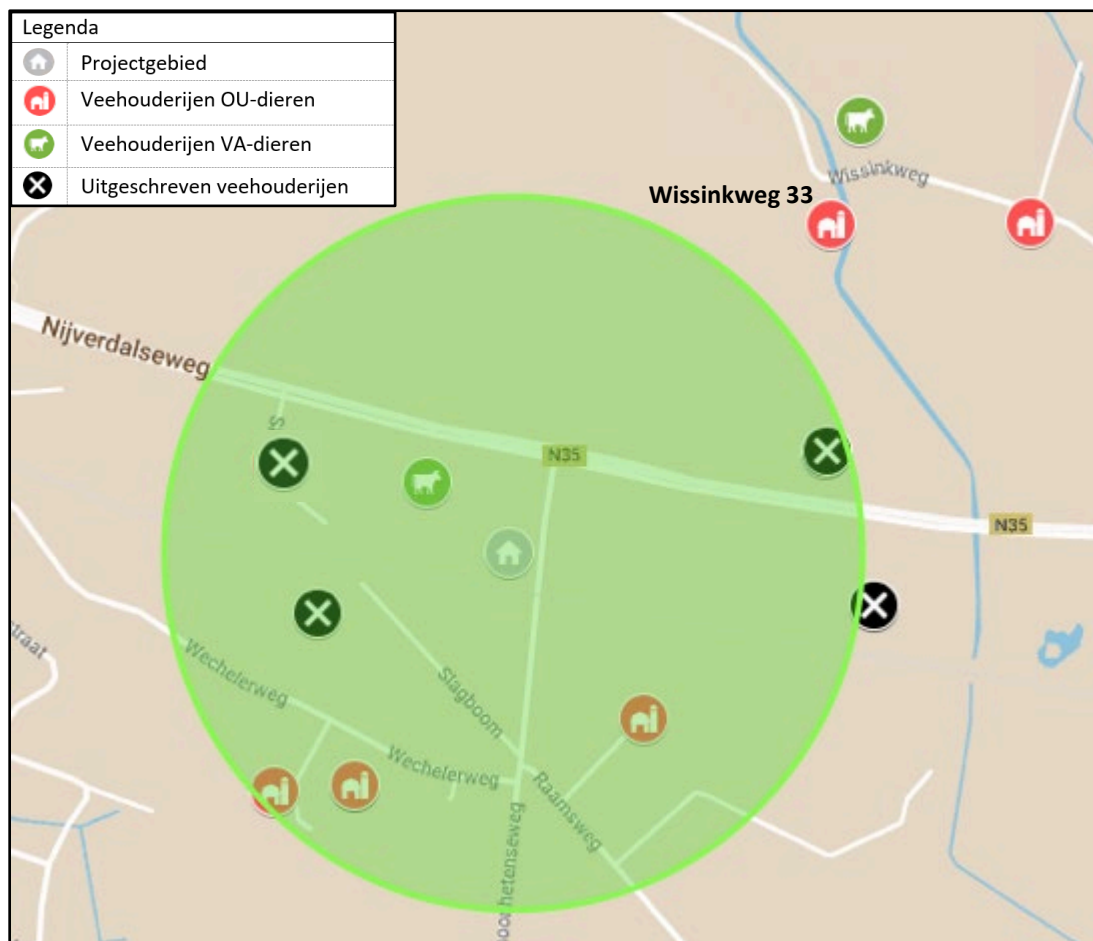 Legenda
Projectgebied
Veehouderijen OU-dieren
Veehouderijen VA-dieren
Uitgeschreven veehouderijen
Wissinkweg
Wissinkweg 33
Nijverdalseweg
N35
N35
straat
Wechelerweg
Slagboom
Wechelerweg
Raamsweg